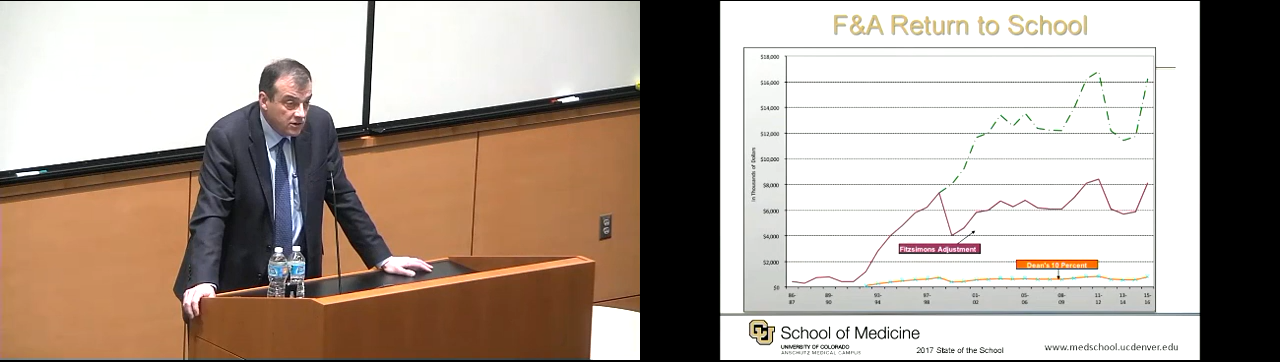 F&A Return to School
$18,000
$16,000
$14,000
$12,000
$10,000
$8,000
$6,000
$4,000
$2,000
$0
in Thousands of Dollars
Fitzsimons Adjustment
Dean's 10 Percent
86-87
89-90
93-94
97-98
01-02
05-06
08-09
11-12
13-14
15-16
School of Medicine
UNIVERSITY OF COLORADO
ANSCHUTZ MEDICAL CAMPUS
2017 State of the School
www.medschool.ucdenver.edu